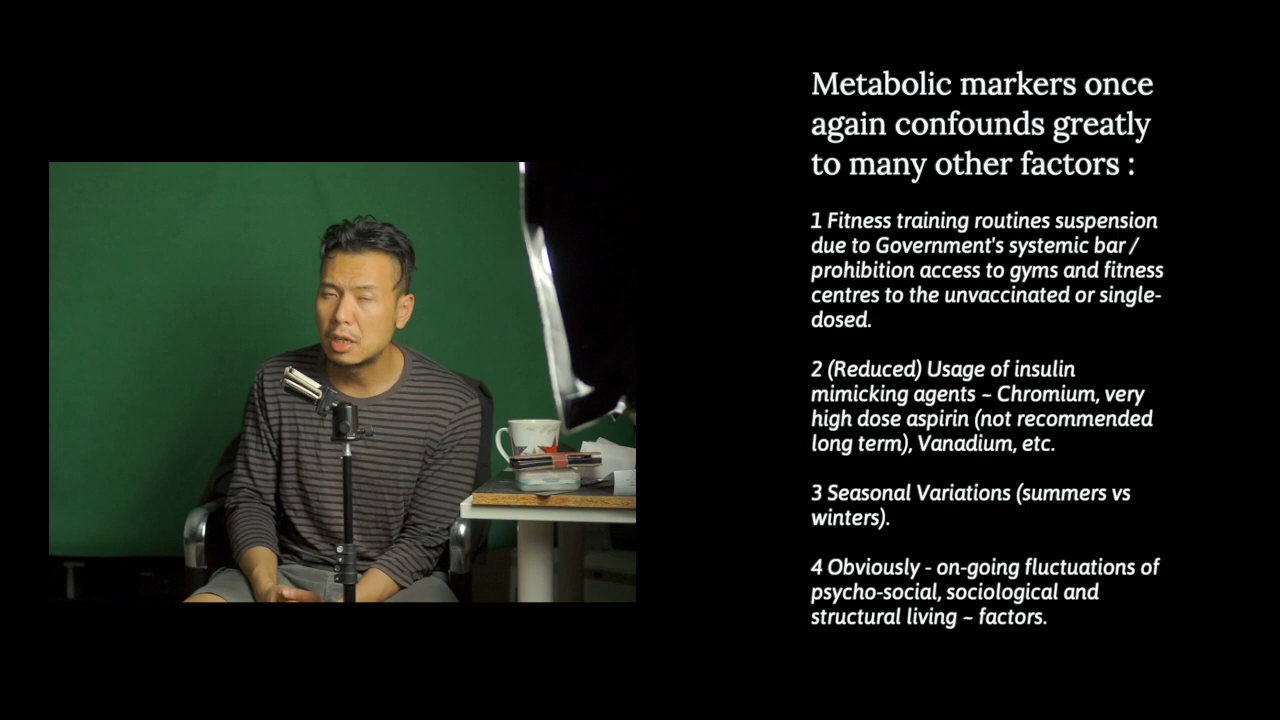 Metabolic markers once
again confounds greatly
to many other factors :
1 Fitness training routines suspension
due to Government's systemic bar /
prohibition access to gyms and fitness
centres to the unvaccinated or single-
dosed.
2 (Reduced) Usage of insulin
mimicking agents ~ Chromium, very
high dose aspirin (not recommended
long term), Vanadium, etc.
3 Seasonal Variations (summers vs
winters).
4 Obviously - on-going fluctuations of
psycho-social, sociological and
structural living ~ factors.